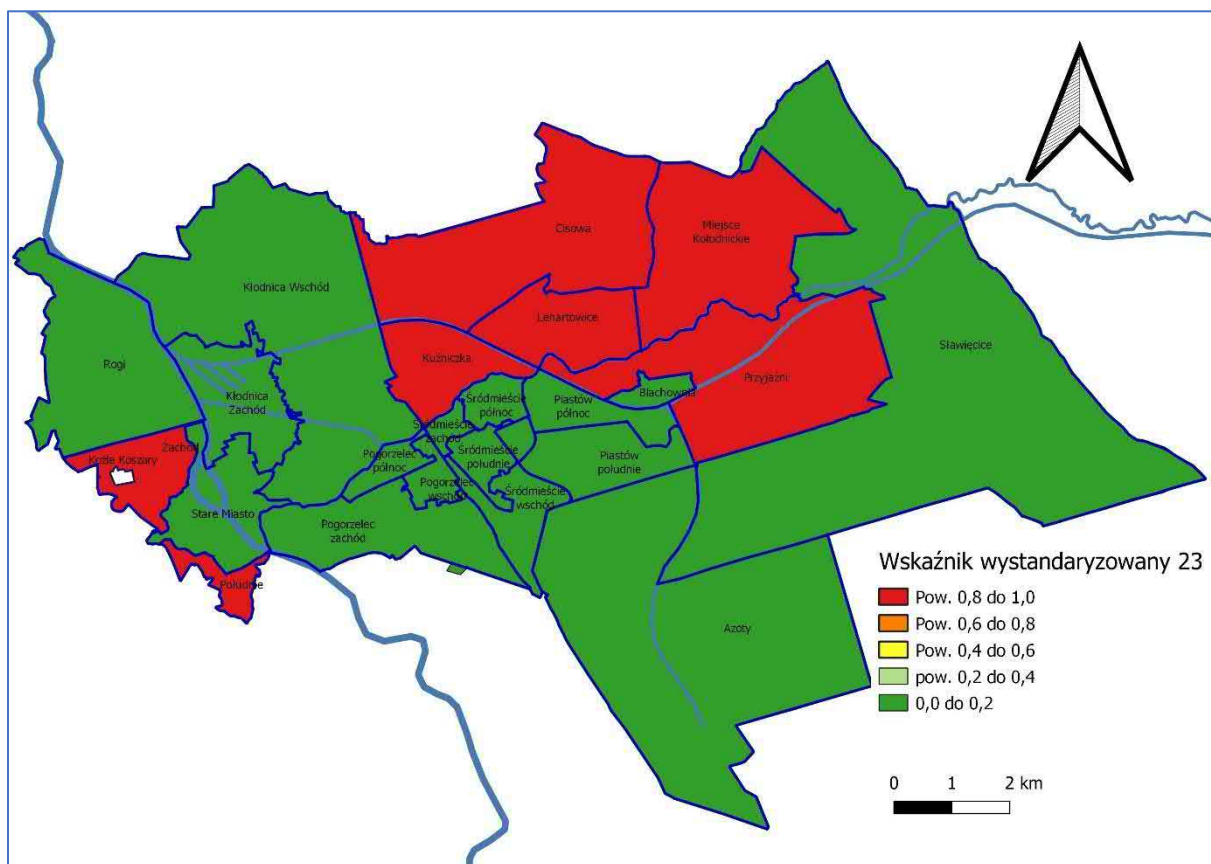 Cisowa
Miejsce
Kołodnickie
Kłodnica Wschód
Lenartowice
Sławięcice
Kuźniczka
Rogi
Przyjaźni
Blachownia
Kłodnica
Zachód
Śródmieście
północ
Piastów
północ
Śródmieście
zachód
Zachód
Koźle Koszary
Pogorzelec
północ
Śródmieście
południe
Piastów
południe
Pogorzelec
wschód
Śródmieście
wschód
Stare Miasto
Pogorzelec
zachód
Południe
Azoty
Wskaźnik wystandaryzowany 23
Pow. 0,8 do 1,0
Pow. 0,6 do 0,8
Pow. 0,4 do 0,6
pow. 0,2 do 0,4
0,0 do 0,2
0 1 2 km